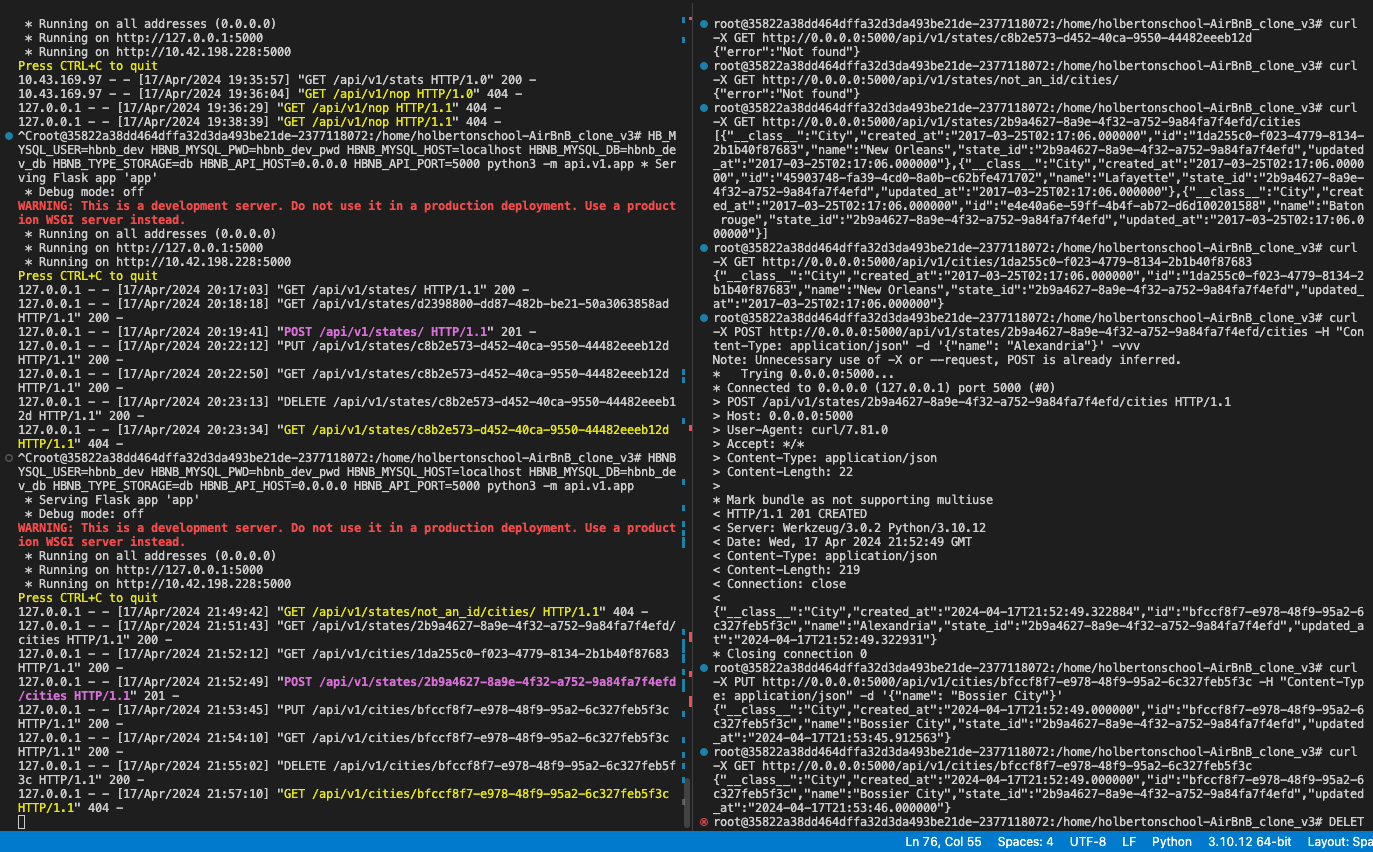 * Running on all addresses (0.0.0.0)
 * Running on http://127.0.0.1:5000
 * Running on http://10.42.198.228:5000
Press CTRL+C to quit
10.43.169.97 - - [17/Apr/2024 19:35:57] "GET /api/v1/stats HTTP/1.0" 200 -
10.43.169.97 - - [17/Apr/2024 19:36:04] "GET /api/v1/nop HTTP/1.0" 404 -
127.0.0.1 - - [17/Apr/2024 19:36:29] "GET /api/v1/nop HTTP/1.1" 404 -
127.0.0.1 - - [17/Apr/2024 19:38:39] "GET /api/v1/nop HTTP/1.1" 404 -
^Croot@35822a38dd464dffa32d3da493be21de-2377118072:/home/holbertonschool-AirBnB_clone_v3# HB_M
YSQL_USER=hbnb_dev HBNB_MYSQL_PWD=hbnb_dev_pwd HBNB_MYSQL_HOST=localhost HBNB_MYSQL_DB=hbnb_de
v_db HBNB_TYPE_STORAGE=db HBNB_API_HOST=0.0.0.0 HBNB_API_PORT=5000 python3 -m api.v1.app * Ser
ving Flask app 'app'
 * Debug mode: off
WARNING: This is a development server. Do not use it in a production deployment. Use a product
ion WSGI server instead.
 * Running on all addresses (0.0.0.0)
 * Running on http://127.0.0.1:5000
 * Running on http://10.42.198.228:5000
Press CTRL+C to quit
127.0.0.1 - - [17/Apr/2024 20:17:03] "GET /api/v1/states/ HTTP/1.1" 200 -
127.0.0.1 - - [17/Apr/2024 20:18:18] "GET /api/v1/states/d2398800-dd87-482b-be21-50a3063858ad
HTTP/1.1" 200 -
127.0.0.1 - - [17/Apr/2024 20:19:41] "POST /api/v1/states/ HTTP/1.1" 201 -
127.0.0.1 - - [17/Apr/2024 20:22:12] "PUT /api/v1/states/c8b2e573-d452-40ca-9550-44482eeeb12d
HTTP/1.1" 200 -
127.0.0.1 - - [17/Apr/2024 20:22:50] "GET /api/v1/states/c8b2e573-d452-40ca-9550-44482eeeb12d
HTTP/1.1" 200 -
127.0.0.1 - - [17/Apr/2024 20:23:13] "DELETE /api/v1/states/c8b2e573-d452-40ca-9550-44482eeeb1
2d HTTP/1.1" 200 -
127.0.0.1 - - [17/Apr/2024 20:23:34] "GET /api/v1/states/c8b2e573-d452-40ca-9550-44482eeeb12d
HTTP/1.1" 404 -
^Croot@35822a38dd464dffa32d3da493be21de-2377118072:/home/holbertonschool-AirBnB_clone_v3# HBNB
YSQL_USER=hbnb_dev HBNB_MYSQL_PWD=hbnb_dev_pwd HBNB_MYSQL_HOST=localhost HBNB_MYSQL_DB=hbnb_de
v_db HBNB_TYPE_STORAGE=db HBNB_API_HOST=0.0.0.0 HBNB_API_PORT=5000 python3 -m api.v1.app
 * Serving Flask app 'app'
 * Debug mode: off
WARNING: This is a development server. Do not use it in a production deployment. Use a product
ion WSGI server instead.
 * Running on all addresses (0.0.0.0)
 * Running on http://127.0.0.1:5000
 * Running on http://10.42.198.228:5000
Press CTRL+C to quit
127.0.0.1 - - [17/Apr/2024 21:49:42] "GET /api/v1/states/not_an_id/cities/ HTTP/1.1" 404 -
127.0.0.1 - - [17/Apr/2024 21:51:43] "GET /api/v1/states/2b9a4627-8a9e-4f32-a752-9a84fa7f4efd/
cities HTTP/1.1" 200 -
127.0.0.1 - - [17/Apr/2024 21:52:12] "GET /api/v1/cities/1da255c0-f023-4779-8134-2b1b40f87683
HTTP/1.1" 200 -
127.0.0.1 - - [17/Apr/2024 21:52:49] "POST /api/v1/states/2b9a4627-8a9e-4f32-a752-9a84fa7f4efd
/cities HTTP/1.1" 201 -
127.0.0.1 - - [17/Apr/2024 21:53:45] "PUT /api/v1/cities/bfccf8f7-e978-48f9-95a2-6c327feb5f3c
HTTP/1.1" 200 -
127.0.0.1 - - [17/Apr/2024 21:54:10] "GET /api/v1/cities/bfccf8f7-e978-48f9-95a2-6c327feb5f3c
HTTP/1.1" 200 -
127.0.0.1 - - [17/Apr/2024 21:55:02] "DELETE /api/v1/cities/bfccf8f7-e978-48f9-95a2-6c327feb5f
3c HTTP/1.1" 200 -
127.0.0.1 - - [17/Apr/2024 21:57:10] "GET /api/v1/cities/bfccf8f7-e978-48f9-95a2-6c327feb5f3c
HTTP/1.1" 404 -
root@35822a38dd464dffa32d3da493be21de-2377118072:/home/holbertonschool-AirBnB_clone_v3# curl
-X GET http://0.0.0.0:5000/api/v1/states/c8b2e573-d452-40ca-9550-44482eeeb12d
{"error":"Not found"}
root@35822a38dd464dffa32d3da493be21de-2377118072:/home/holbertonschool-AirBnB_clone_v3# curl
-X GET http://0.0.0.0:5000/api/v1/states/not_an_id/cities/
{"error":"Not found"}
root@35822a38dd464dffa32d3da493be21de-2377118072:/home/holbertonschool-AirBnB_clone_v3# curl
-X GET http://0.0.0.0:5000/api/v1/states/2b9a4627-8a9e-4f32-a752-9a84fa7f4efd/cities
[{"__class__":"City","created_at":"2017-03-25T02:17:06.000000","id":"1da255c0-f023-4779-8134-
2b1b40f87683","name":"New Orleans","state_id":"2b9a4627-8a9e-4f32-a752-9a84fa7f4efd","updated
_at":"2017-03-25T02:17:06.000000"},{"__class__":"City","created_at":"2017-03-25T02:17:06.0000
00","id":"45903748-fa39-4cd0-8a0b-c62bfe471702","name":"Lafayette","state_id":"2b9a4627-8a9e-
4f32-a752-9a84fa7f4efd","updated_at":"2017-03-25T02:17:06.000000"},{"__class__":"City","creat
ed_at":"2017-03-25T02:17:06.000000","id":"e4e40a6e-59ff-4b4f-ab72-d6d100201588","name":"Baton
 rouge","state_id":"2b9a4627-8a9e-4f32-a752-9a84fa7f4efd","updated_at":"2017-03-25T02:17:06.0
00000"}]
root@35822a38dd464dffa32d3da493be21de-2377118072:/home/holbertonschool-AirBnB_clone_v3# curl
-X GET http://0.0.0.0:5000/api/v1/cities/1da255c0-f023-4779-8134-2b1b40f87683
{"__class__":"City","created_at":"2017-03-25T02:17:06.000000","id":"1da255c0-f023-4779-8134-2
b1b40f87683","name":"New Orleans","state_id":"2b9a4627-8a9e-4f32-a752-9a84fa7f4efd","updated_
at":"2017-03-25T02:17:06.000000"}
root@35822a38dd464dffa32d3da493be21de-2377118072:/home/holbertonschool-AirBnB_clone_v3# curl
-X POST http://0.0.0.0:5000/api/v1/states/2b9a4627-8a9e-4f32-a752-9a84fa7f4efd/cities -H "Con
tent-Type: application/json" -d '{"name": "Alexandria"}' -vvv
Note: Unnecessary use of -X or --request, POST is already inferred.
*   Trying 0.0.0.0:5000...
* Connected to 0.0.0.0 (127.0.0.1) port 5000 (#0)
> POST /api/v1/states/2b9a4627-8a9e-4f32-a752-9a84fa7f4efd/cities HTTP/1.1
> Host: 0.0.0.0:5000
> User-Agent: curl/7.81.0
> Accept: */*
> Content-Type: application/json
> Content-Length: 22
>
* Mark bundle as not supporting multiuse
< HTTP/1.1 201 CREATED
< Server: Werkzeug/3.0.2 Python/3.10.12
< Date: Wed, 17 Apr 2024 21:52:49 GMT
< Content-Type: application/json
< Content-Length: 219
< Connection: close
<
{"__class__":"City","created_at":"2024-04-17T21:52:49.322884","id":"bfccf8f7-e978-48f9-95a2-6
c327feb5f3c","name":"Alexandria","state_id":"2b9a4627-8a9e-4f32-a752-9a84fa7f4efd","updated_a
t":"2024-04-17T21:52:49.322931"}
* Closing connection 0
root@35822a38dd464dffa32d3da493be21de-2377118072:/home/holbertonschool-AirBnB_clone_v3# curl
-X PUT http://0.0.0.0:5000/api/v1/cities/bfccf8f7-e978-48f9-95a2-6c327feb5f3c -H "Content-Typ
e: application/json" -d '{"name": "Bossier City"}'
{"__class__":"City","created_at":"2024-04-17T21:52:49.000000","id":"bfccf8f7-e978-48f9-95a2-6
c327feb5f3c","name":"Bossier City","state_id":"2b9a4627-8a9e-4f32-a752-9a84fa7f4efd","updated
_at":"2024-04-17T21:53:45.912563"}
root@35822a38dd464dffa32d3da493be21de-2377118072:/home/holbertonschool-AirBnB_clone_v3# curl
-X GET http://0.0.0.0:5000/api/v1/cities/bfccf8f7-e978-48f9-95a2-6c327feb5f3c
{"__class__":"City","created_at":"2024-04-17T21:52:49.000000","id":"bfccf8f7-e978-48f9-95a2-6
c327feb5f3c","name":"Bossier City","state_id":"2b9a4627-8a9e-4f32-a752-9a84fa7f4efd","updated
_at":"2024-04-17T21:53:46.000000"}
root@35822a38dd464dffa32d3da493be21de-2377118072:/home/holbertonschool-AirBnB_clone_v3# DELET
Ln 76, Col 55 Spaces: 4 UTF-8 LF Python 3.10.12 64-bit Layout: Spa